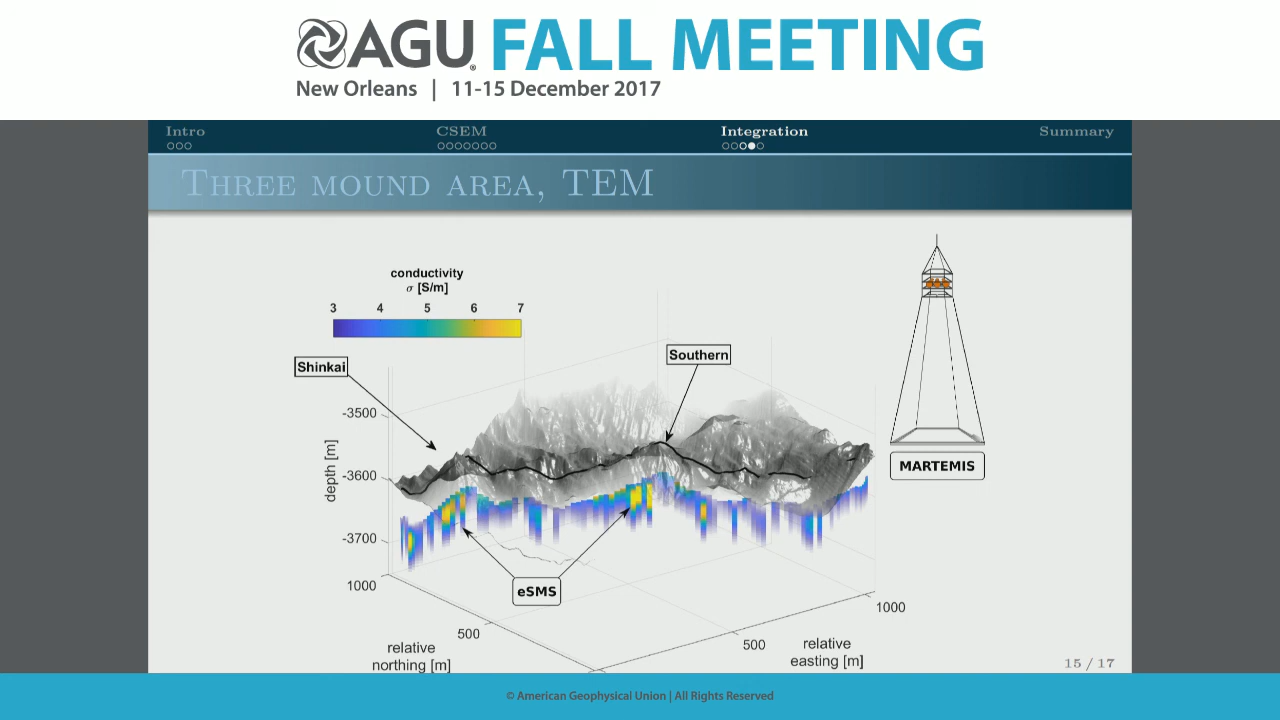 AGU FALL MEETING
New Orleans | 11-15 December 2017
Intro CSEM Integration Summary
Three mound area, TEM
conductivity
σ [S/m]
3 4 5 6 7
Shinkai
Southern
-3500
-3600
-3700
depth [m]
MARTEMIS
eSMS
1000
500
relative
northing [m]
1000
500
relative
easting [m]
15 / 17
© American Geophysical Union | All Rights Reserved